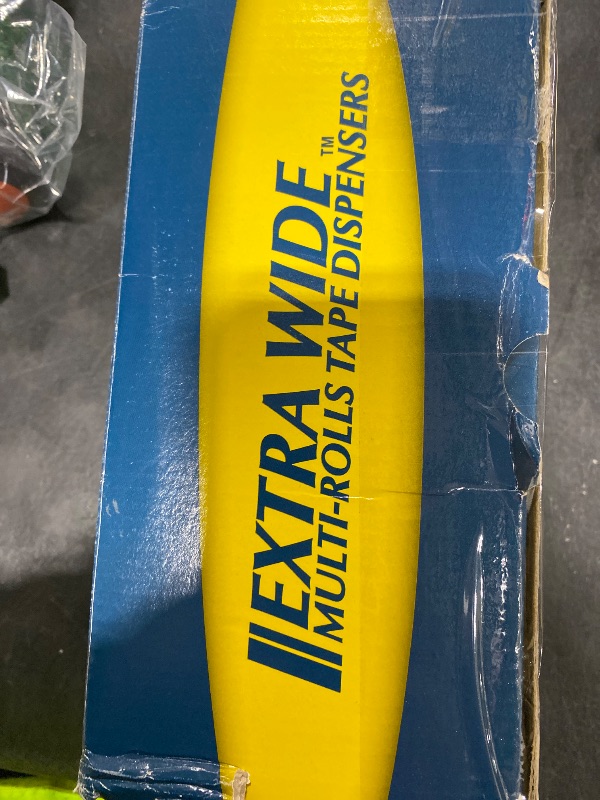 EXTRA WIDE™
MULTI-ROLLS TAPE DISPENSERS